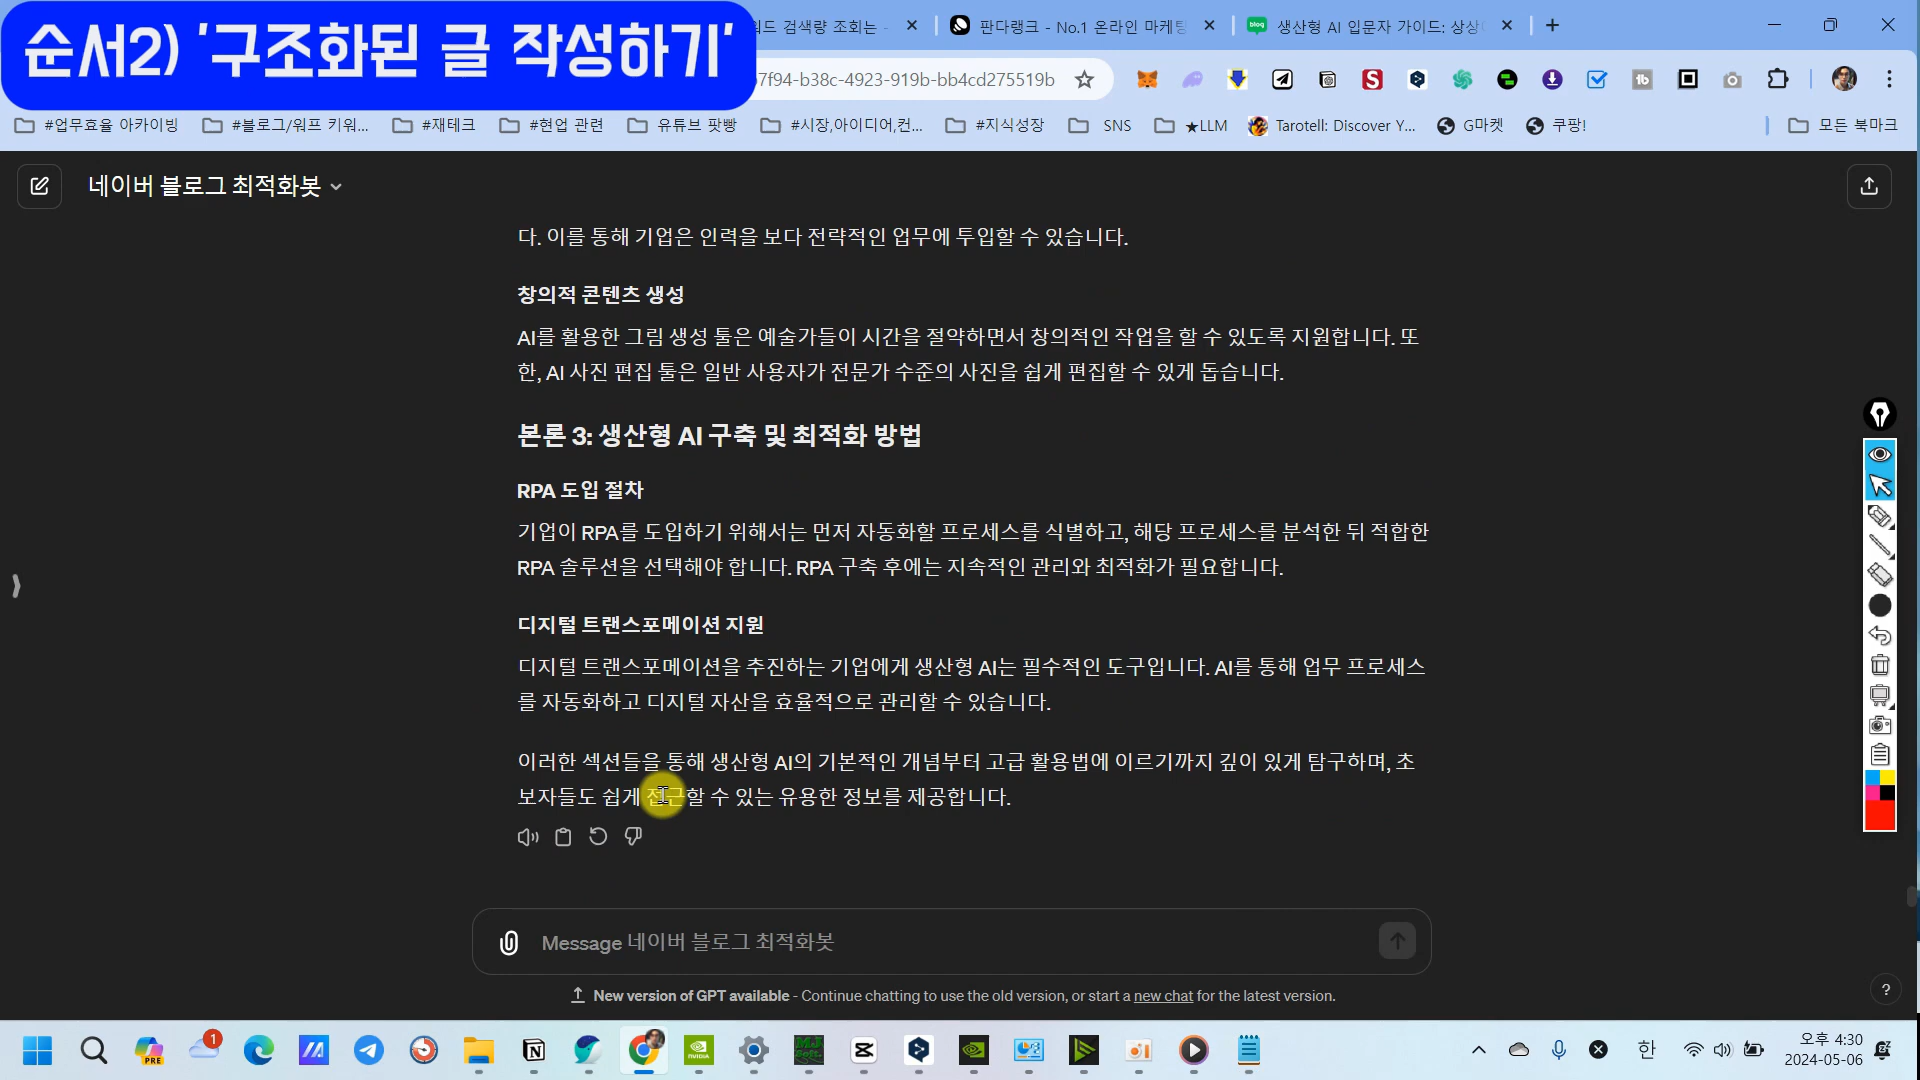 순서2) '구조화된 글 작성하기'
워드 검색량 조회는 -
판다랭크 - No.1 온라인 마케팅
blog
생산형 AI 입문자 가이드: 상상
7f94-b38c-4923-919b-bb4cd275519b
#업무효율 아카이빙
#블로그/워프 키워...
#재테크
#현업 관련
유튜브 팟빵
#시장,아이디어,컨...
#지식성장
SNS
★LLM
Tarotell: Discover Y...
G마켓
쿠팡!
모든 북마크
네이버 블로그 최적화봇
다. 이를 통해 기업은 인력을 보다 전략적인 업무에 투입할 수 있습니다.
창의적 콘텐츠 생성
AI를 활용한 그림 생성 툴은 예술가들이 시간을 절약하면서 창의적인 작업을 할 수 있도록 지원합니다. 또
한, AI 사진 편집 툴은 일반 사용자가 전문가 수준의 사진을 쉽게 편집할 수 있게 돕습니다.
본론 3: 생산형 AI 구축 및 최적화 방법
RPA 도입 절차
기업이 RPA를 도입하기 위해서는 먼저 자동화할 프로세스를 식별하고, 해당 프로세스를 분석한 뒤 적합한
RPA 솔루션을 선택해야 합니다. RPA 구축 후에는 지속적인 관리와 최적화가 필요합니다.
디지털 트랜스포메이션 지원
디지털 트랜스포메이션을 추진하는 기업에게 생산형 AI는 필수적인 도구입니다. AI를 통해 업무 프로세스
를 자동화하고 디지털 자산을 효율적으로 관리할 수 있습니다.
이러한 섹션들을 통해 생산형 AI의 기본적인 개념부터 고급 활용법에 이르기까지 깊이 있게 탐구하며, 초
보자들도 쉽게 접근할 수 있는 유용한 정보를 제공합니다.
Message 네이버 블로그 최적화봇
New version of GPT available - Continue chatting to use the old version, or start a new chat for the latest version.
?
PRE
1
한
오후 4:30
2024-05-06